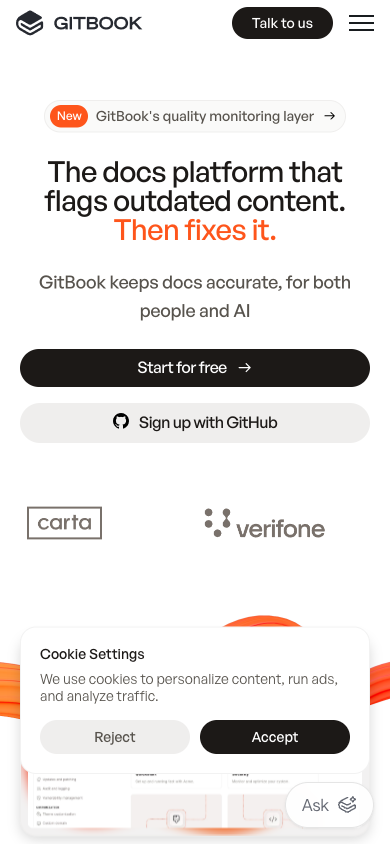 GITBOOK
Talk to us
New GitBook's quality monitoring layer →
The docs platform that
flags outdated content.
Then fixes it.
GitBook keeps docs accurate, for both
people and AI
Start for free →
Sign up with GitHub
carta
verifone
Cookie Settings
We use cookies to personalize content, run ads,
and analyze traffic.
Reject
Accept
Ask